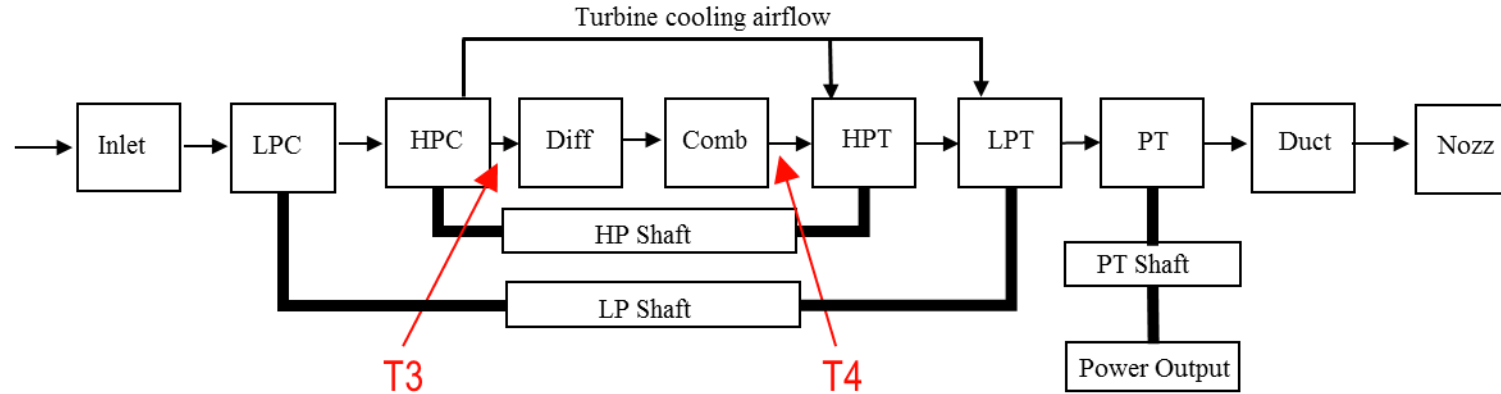 Turbine cooling airflow
Inlet
LPC
HPC
Diff
Comb
HPT
LPT
PT
Duct
Nozz
HP Shaft
PT Shaft
LP Shaft
T3
T4
Power Output